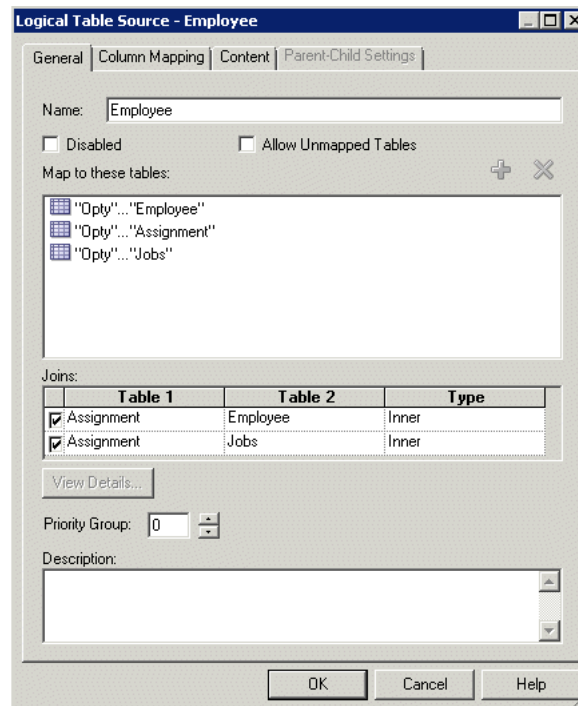 Logical Table Source - Employee
General Column Mapping Content Parent-Child Settings
Name: Employee
Disabled Allow Unmapped Tables
Map to these tables:
"Opty"..."Employee"
"Opty"..."Assignment"
"Opty"..."Jobs"
Joins:
Table 1 Table 2 Type
Assignment Employee Inner
Assignment Jobs Inner
View Details...
Priority Group: 0
Description:
OK Cancel Help